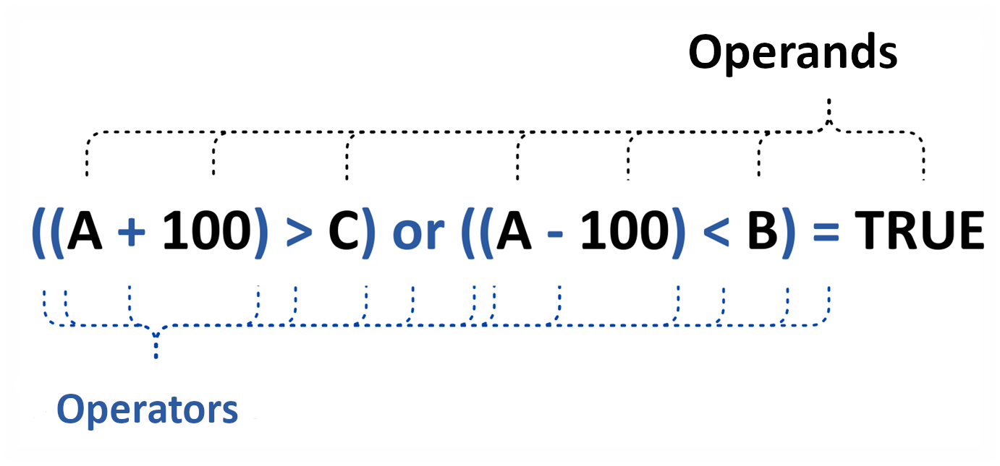 Operands
((A + 100) > C) or ((A - 100) < B) = TRUE
Operators